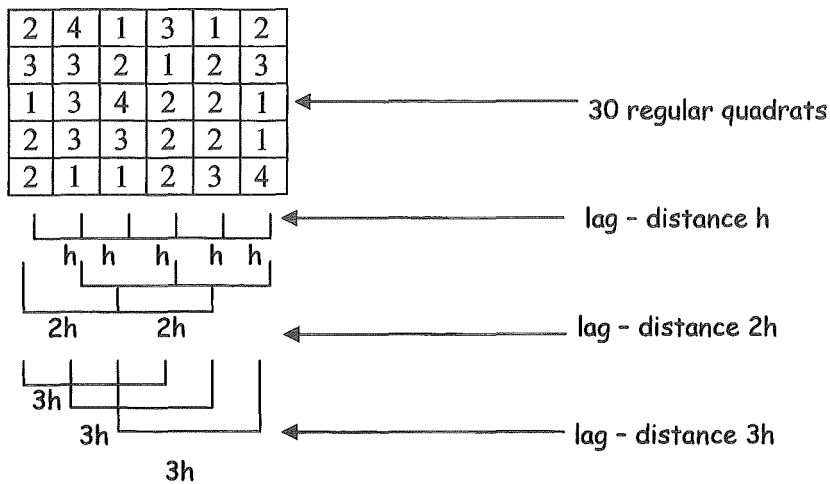 2 4 1 3 1 2
3 3 2 1 2 3
1 3 4 2 2 1
30 regular quadrats
2 3 3 2 2 1
2 1 1 2 3 4
lag - distance h
h h h h h
2h 2h
lag - distance 2h
3h
3h
lag - distance 3h
3h